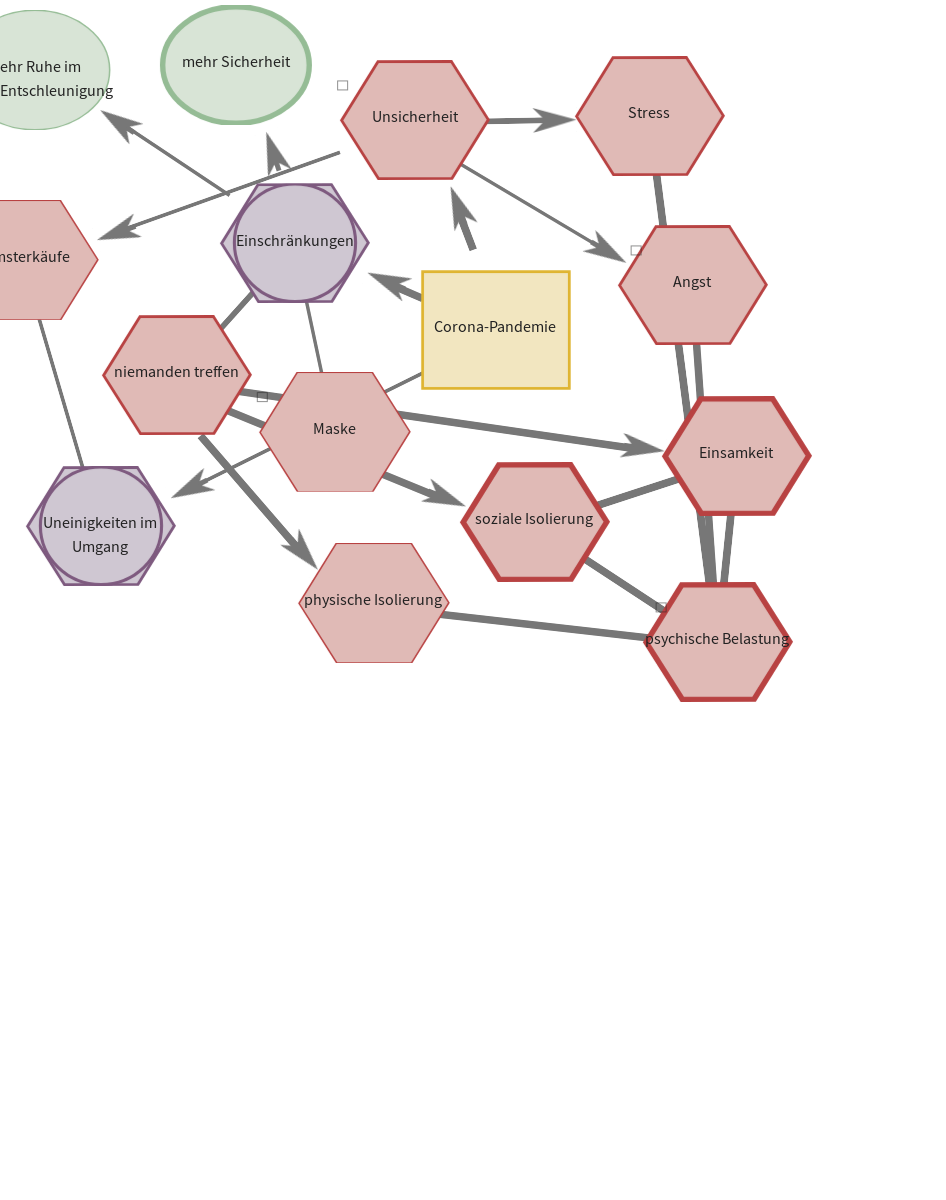 ehr Ruhe im
Entschleunigung
mehr Sicherheit
Unsicherheit
Stress
Einschränkungen
msterkäufe
Angst
Corona-Pandemie
niemanden treffen
Maske
Einsamkeit
soziale Isolierung
Uneinigkeiten im
Umgang
physische Isolierung
psychische Belastung